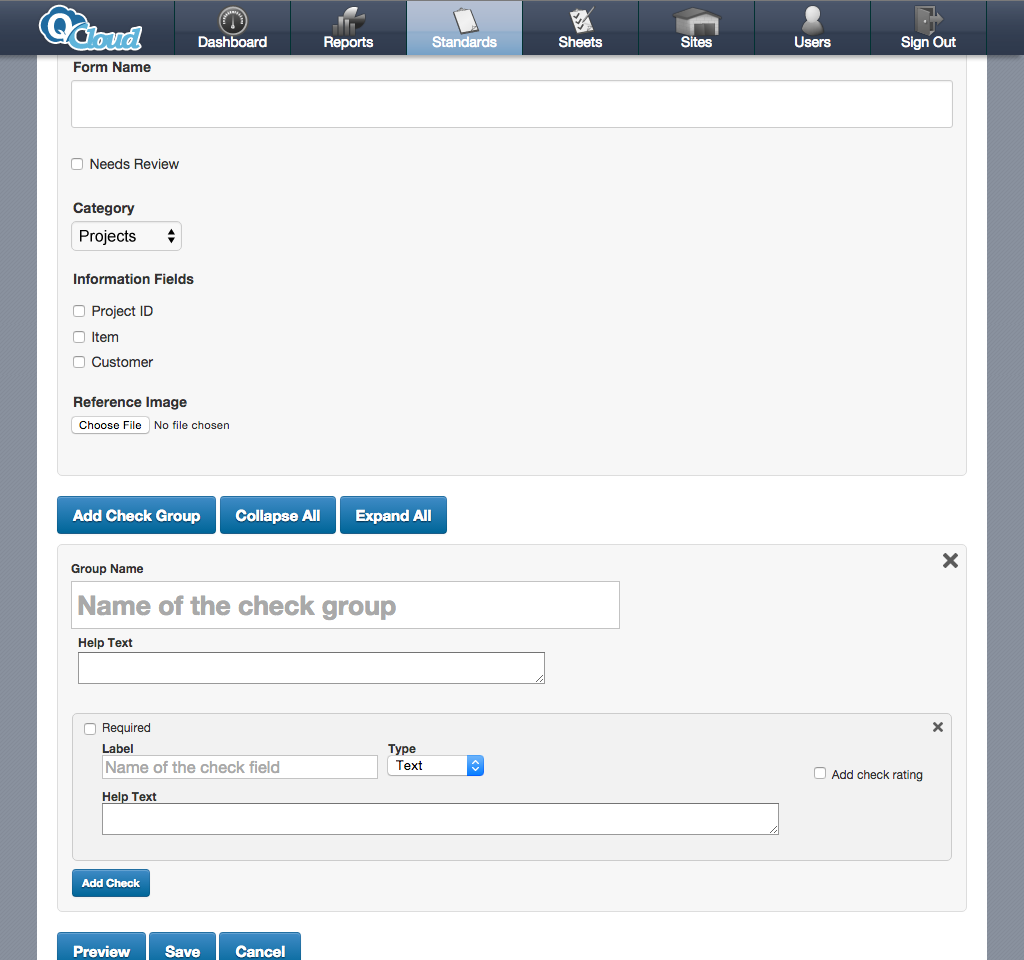 QCloud Dashboard Reports Standards Sheets Sites Users Sign Out
Form Name
Needs Review
Category
Projects
Information Fields
Project ID
Item
Customer
Reference Image
Choose File No file chosen
Add Check Group Collapse All Expand All
Group Name
Name of the check group
Help Text
Required
Label Type
Name of the check field Text
Add check rating
Help Text
Add Check
Preview Save Cancel